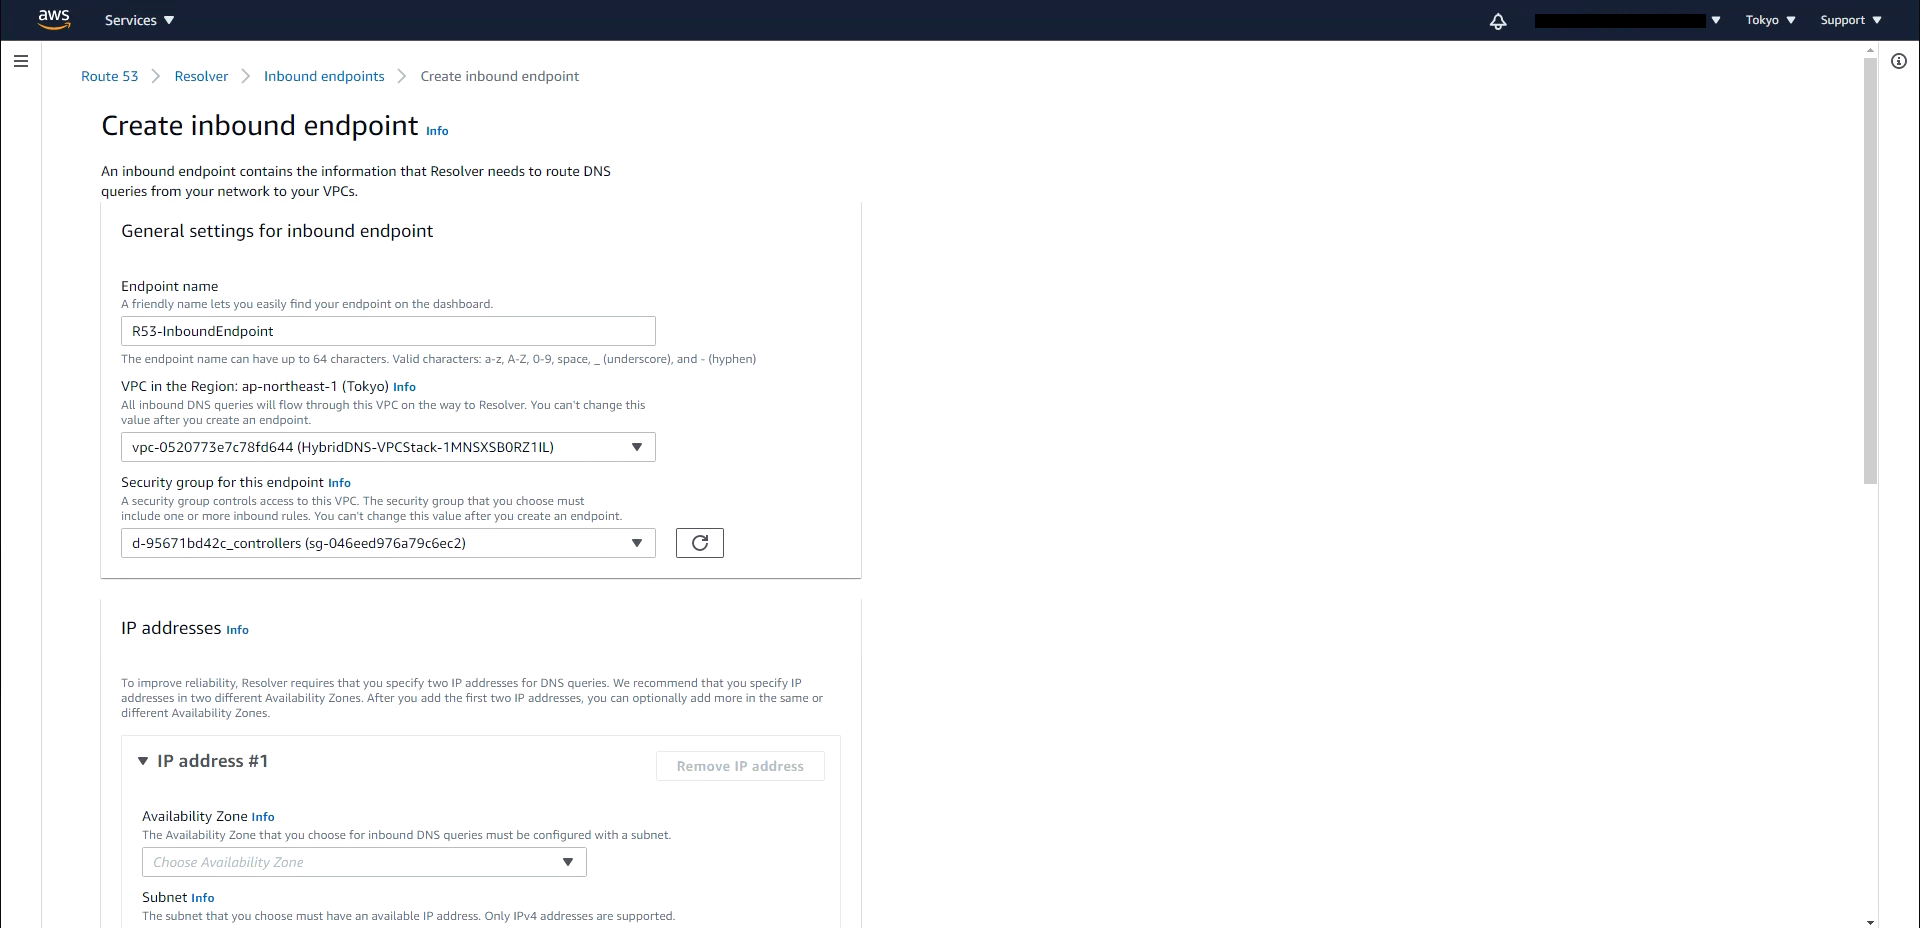 aws Services Tokyo Support
Route 53 Resolver Inbound endpoints Create inbound endpoint
Create inbound endpoint Info
An inbound endpoint contains the information that Resolver needs to route DNS
queries from your network to your VPCs.
General settings for inbound endpoint
Endpoint name
A friendly name lets you easily find your endpoint on the dashboard.
R53-InboundEndpoint
The endpoint name can have up to 64 characters. Valid characters: a-z, A-Z, 0-9, space, _ (underscore), and - (hyphen)
VPC in the Region: ap-northeast-1 (Tokyo) Info
All inbound DNS queries will flow through this VPC on the way to Resolver. You can't change this
value after you create an endpoint.
vpc-0520773e7c78fd644 (HybridDNS-VPCStack-1MNSXSB0RZ1IL)
Security group for this endpoint Info
A security group controls access to this VPC. The security group that you choose must
include one or more inbound rules. You can't change this value after you create an endpoint.
d-95671bd42c_controllers (sg-046eed976a79c6ec2)
IP addresses Info
To improve reliability, Resolver requires that you specify two IP addresses for DNS queries. We recommend that you specify IP
addresses in two different Availability Zones. After you add the first two IP addresses, you can optionally add more in the same or
different Availability Zones.
IP address #1 Remove IP address
Availability Zone Info
The Availability Zone that you choose for inbound DNS queries must be configured with a subnet.
Choose Availability Zone
Subnet Info
The subnet that you choose must have an available IP address. Only IPv4 addresses are supported.